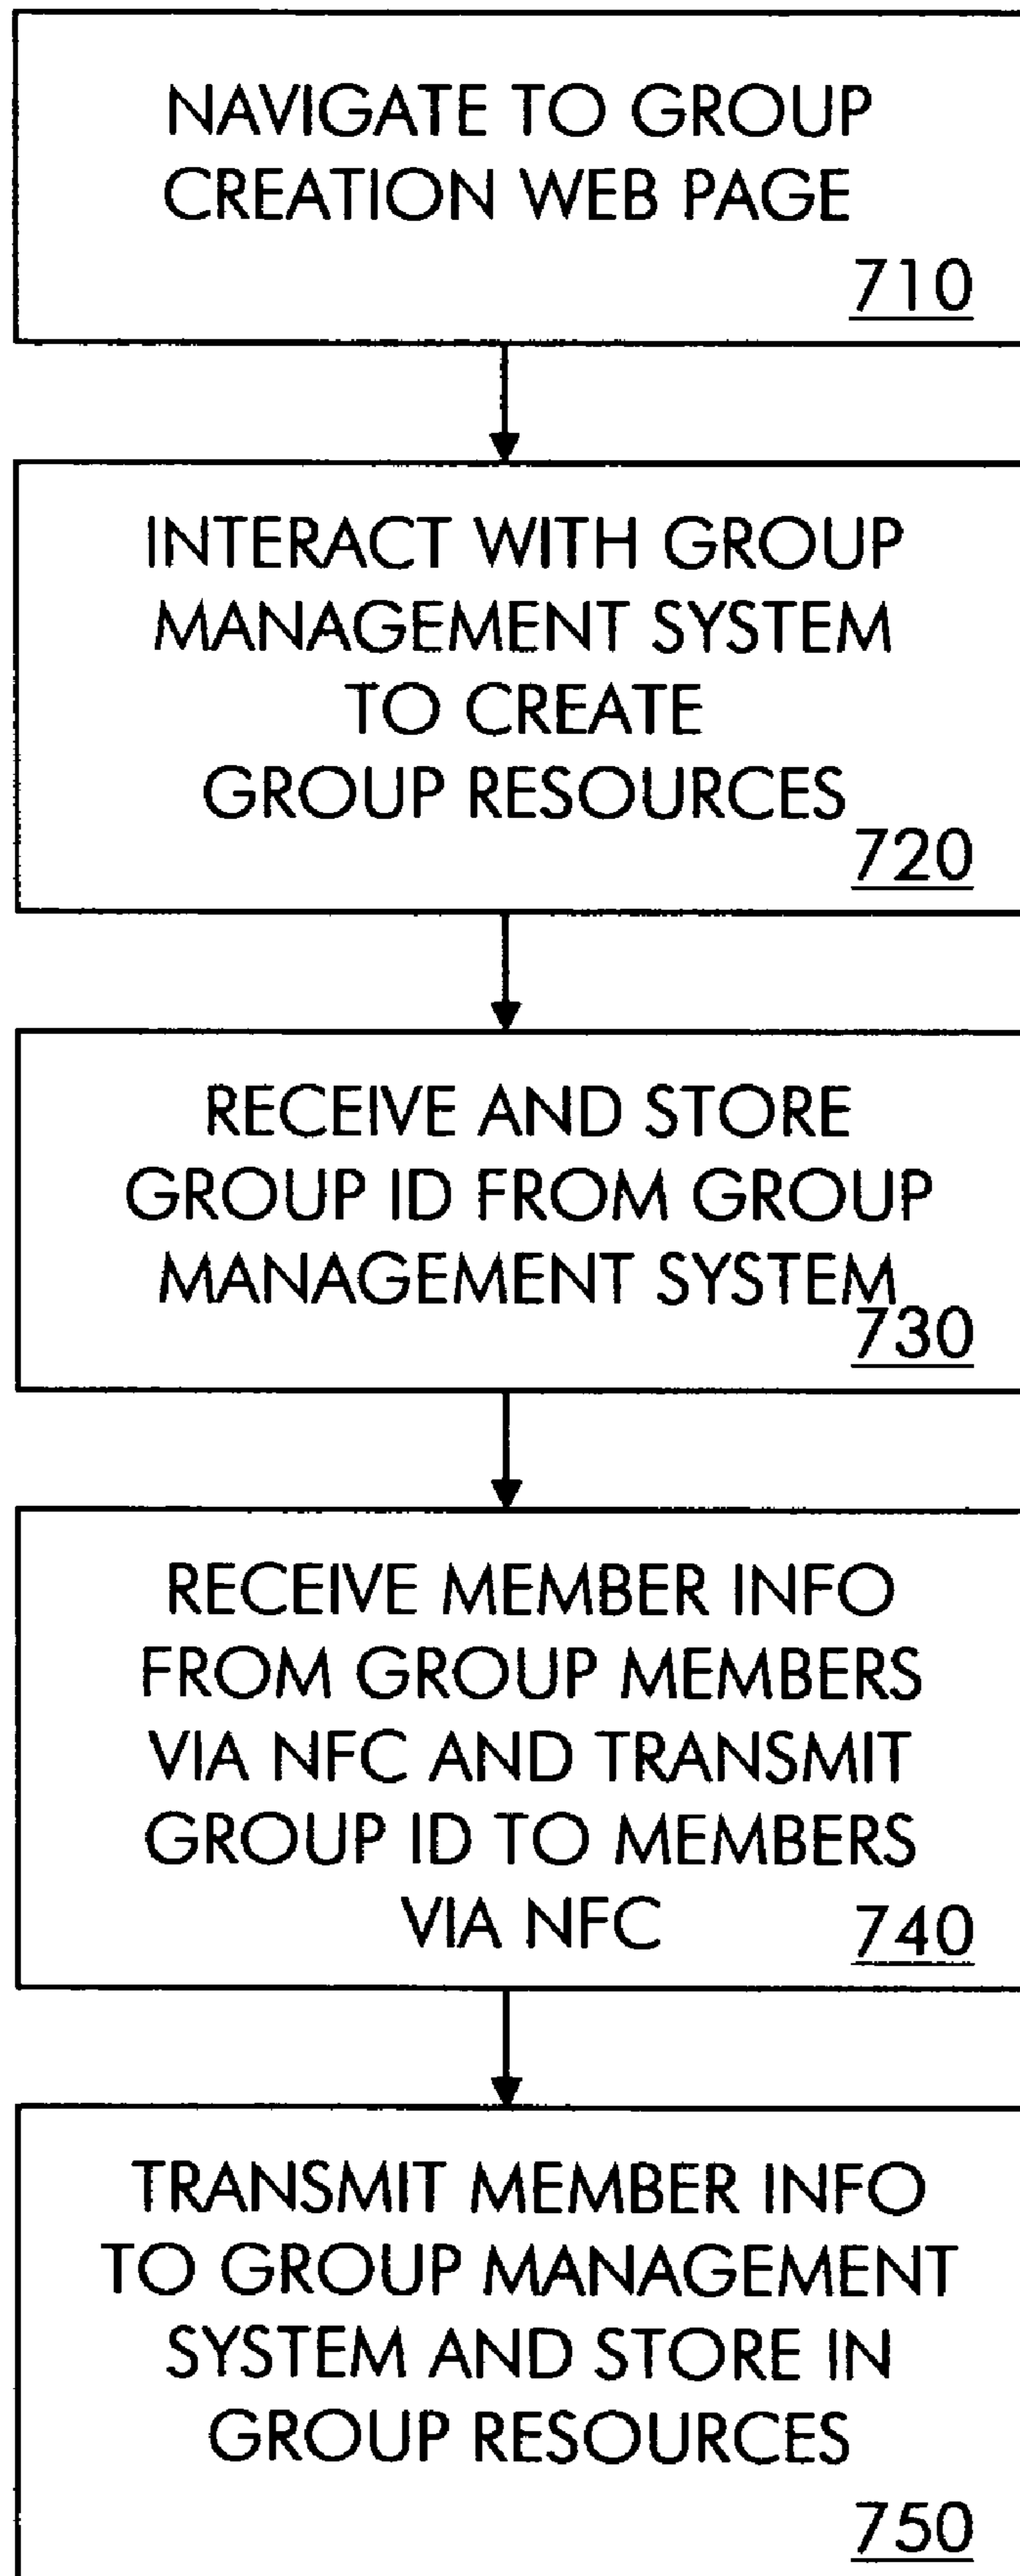 NAVIGATE TO GROUP
CREATION WEB PAGE
710
INTERACT WITH GROUP
MANAGEMENT SYSTEM
TO CREATE
GROUP RESOURCES
720
RECEIVE AND STORE
GROUP ID FROM GROUP
MANAGEMENT SYSTEM
730
RECEIVE MEMBER INFO
FROM GROUP MEMBERS
VIA NFC AND TRANSMIT
GROUP ID TO MEMBERS
VIA NFC
740
TRANSMIT MEMBER INFO
TO GROUP MANAGEMENT
SYSTEM AND STORE IN
GROUP RESOURCES
750